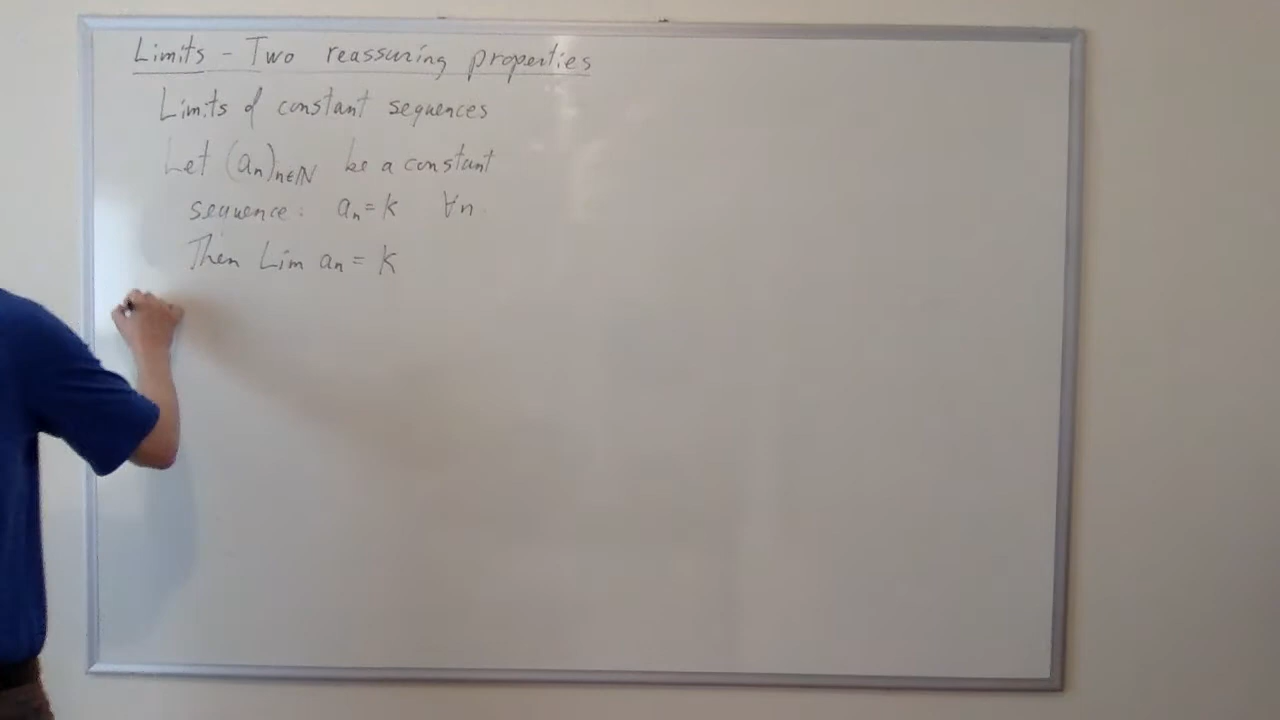 Limits - Two reassuring properties
Limits of constant sequences
Let (aₙ)ₙ∈ℕ be a constant
sequence: aₙ = k ∀n
Then Lim aₙ = k